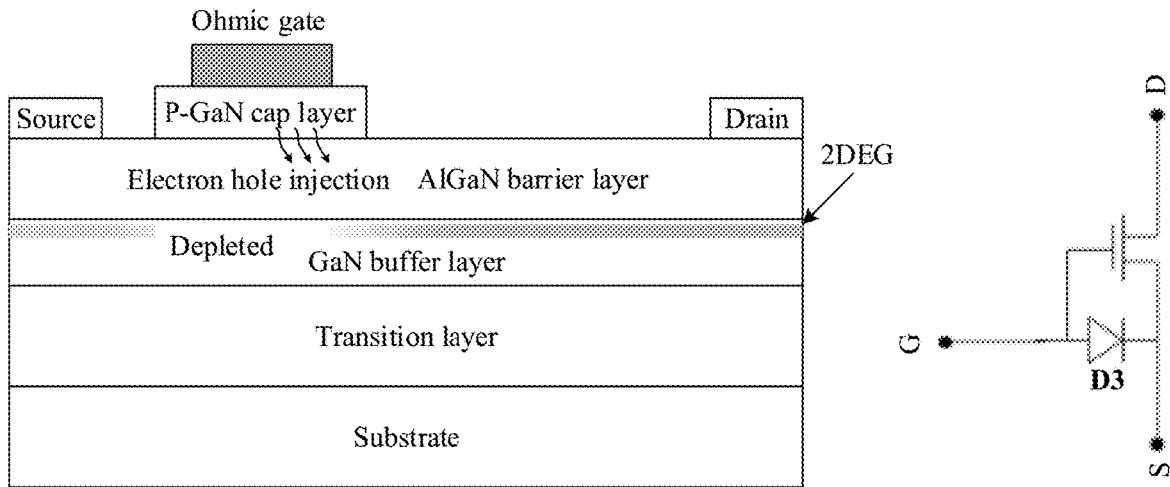 Ohmic gate
Source
P-GaN cap layer
Drain
2DEG
Electron hole injection
AlGaN barrier layer
Depleted
GaN buffer layer
Transition layer
Substrate
D
G
D3
S